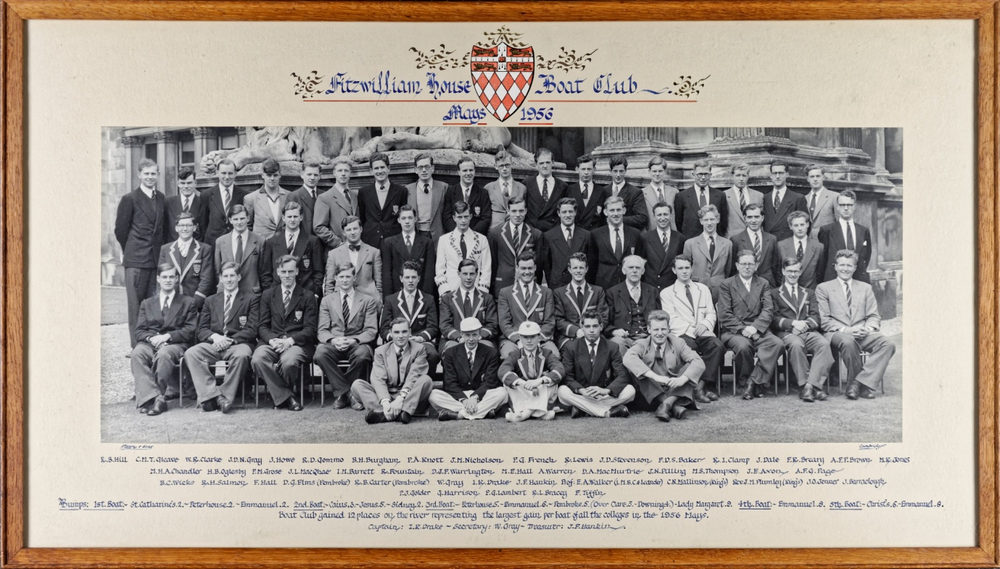 Fitzwilliam House Boat Club
Mays 1956
Stearn & Sons Cambridge
R.B.Hill C.M.T.Gleave W.R.Clarke J.D.N.Gray J.Howe R.D.Gommo B.H.Burgham P.A.Knott J.M.Nicholson P.G.French R.Lewis J.D.Stevenson P.D.S.Baker R.I.Clamp J.Dale F.R.Breary A.F.P.Brown M.R.Jones
M.H.A.Chandler H.B.Oglesby P.M.Grose J.L.MacQhae I.M.Barrett R.Fountain D.J.F.Warrington M.E.Hall A.Warren D.A.MacMurtrie J.N.Pilling M.S.Thompson J.E.Axon A.F.G.Page
B.C.Wicks R.H.Salmon F.Hall D.G.Elms (Pembroke) R.B.Carter (Pembroke) W.Gray I.R.Drake J.F.Hankin Prof: E.A.Walker (L.M.B.C.&Leander) C.N.Mallinson (King's) Rev: J.M.Plumley (King's) J.O.Jenner J.Barraclough
P.J.Golder G.Harrison P.G.Lambert R.L.Bracey F.Tiffin
Bumps: 1st.Boat:- St.Catharine's.2.-Peterhouse.2.-Emmanuel.2. 2nd.Boat:-Caius.3.-Jesus.5-Sidney.2. 3rd.Boat:-Peterhouse.5-Emmanuel.6-Pembroke.5.(Over Clare.5.-Downing4.)-Lady Margaret.9. 4th.Boat:-Emmanuel.8. 5th.Boat:-Christ's.6-Emmanuel.8.
Boat Club gained 12 places on the river representing the largest gain per boat of all the colleges in the 1956 Mays.
Captain: I.R.Drake - Secretary: W.Gray - Treasurer: J.F.Hankin